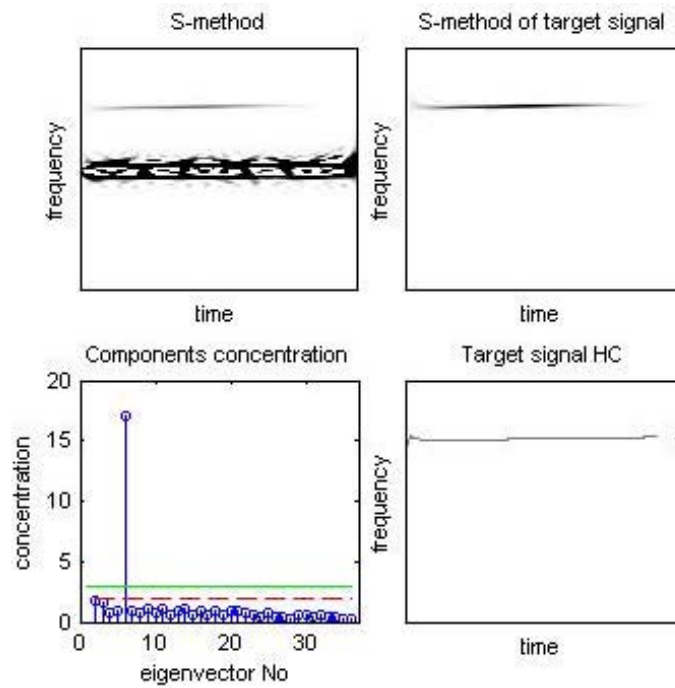 S-method
S-method of target signal
frequency
frequency
time
time
Components concentration
Target signal HC
20
15
10
5
0
concentration
0
10
20
30
eigenvector No
frequency
time